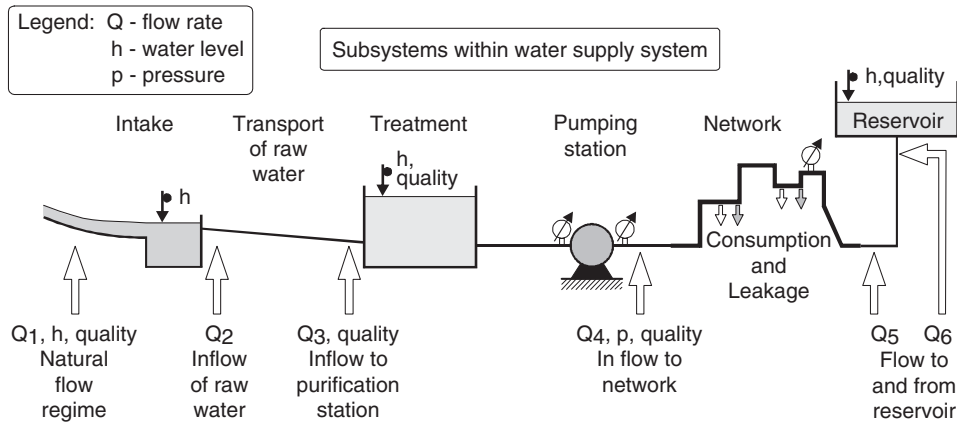 Legend: Q - flow rate
h - water level
p - pressure
Subsystems within water supply system
h,quality
Reservoir
Intake
Transport
of raw
water
Treatment
Pumping
station
Network
h
h,
quality
Consumption
and
Leakage
Q1, h, quality
Natural
flow
regime
Q2
Inflow
of raw
water
Q3, quality
Inflow to
purification
station
Q4, p, quality
In flow to
network
Q5 Q6
Flow to
and from
reservoir